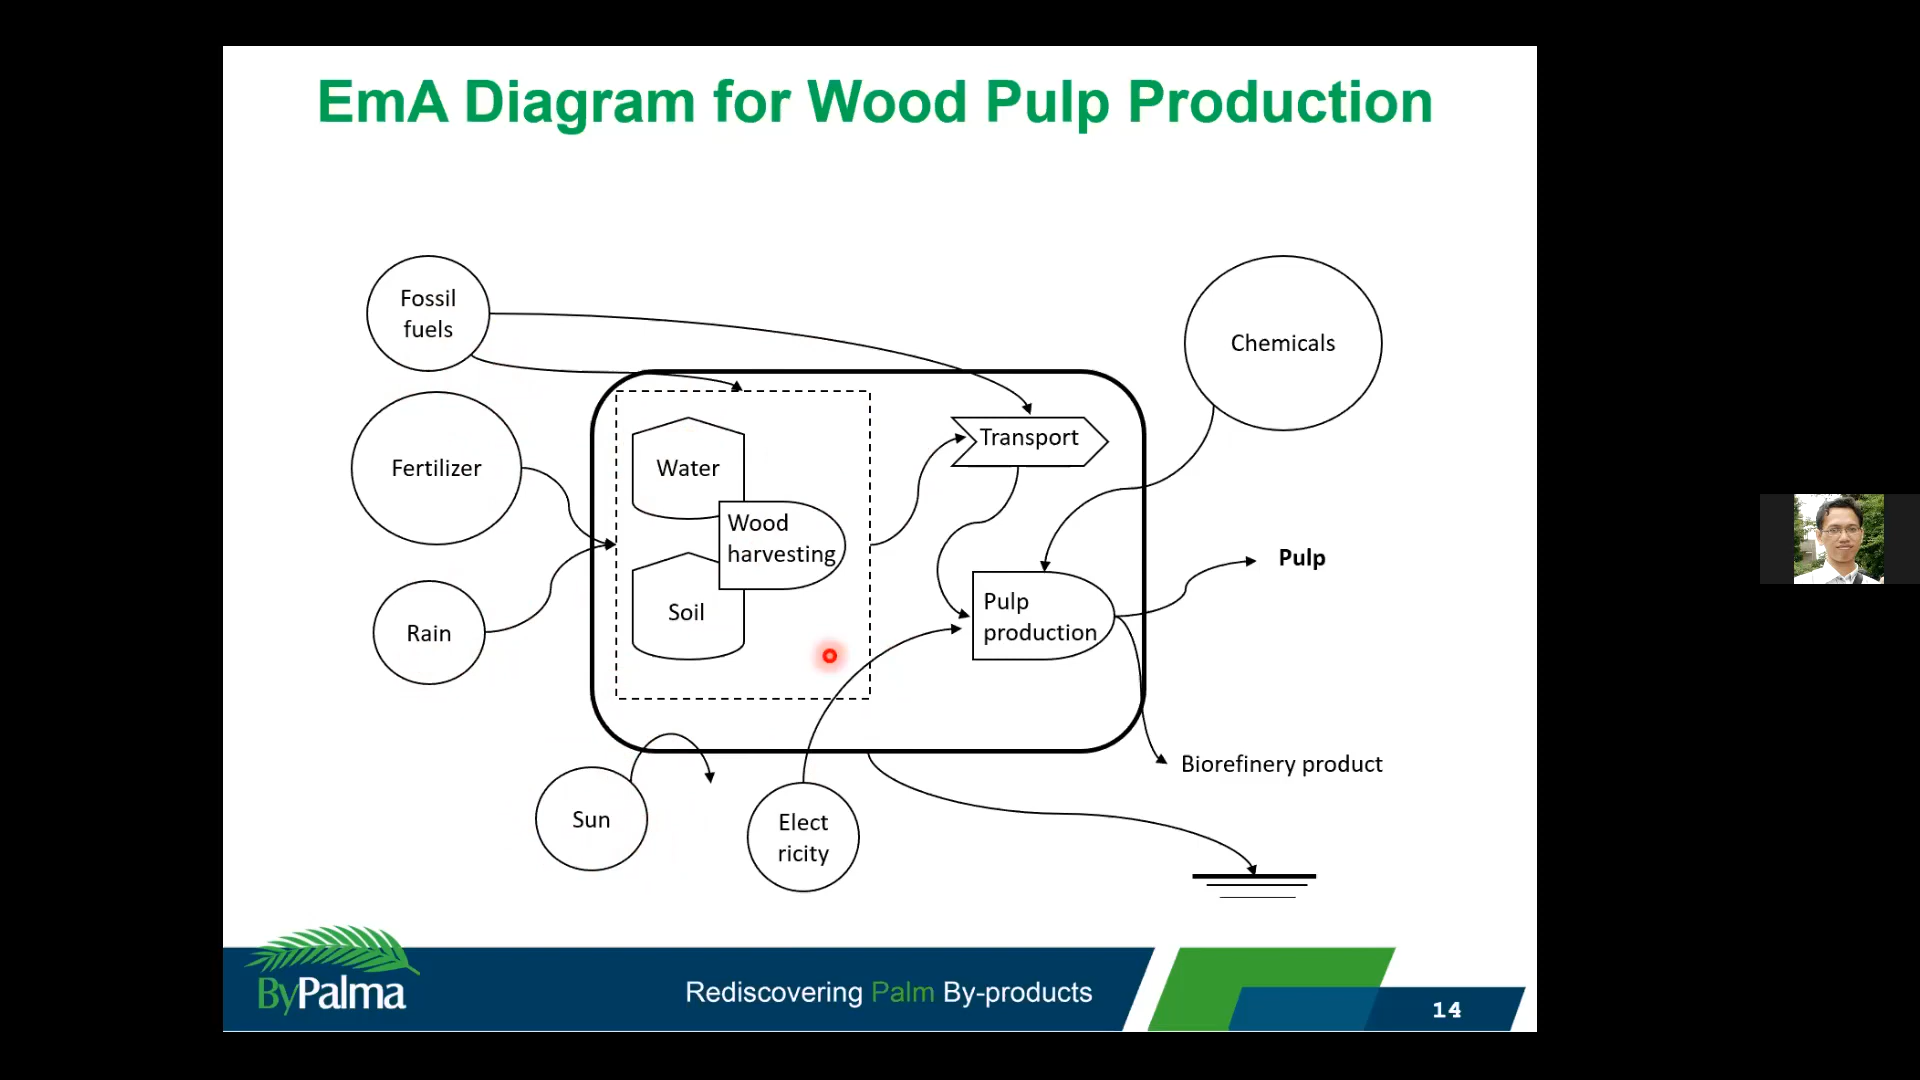 EmA Diagram for Wood Pulp Production
Fossil
fuels
Chemicals
Fertilizer
Water
Transport
Wood
harvesting
Soil
Rain
Pulp
production
Pulp
Sun
Elect
ricity
Biorefinery product
ByPalma
Rediscovering Palm By-products
14